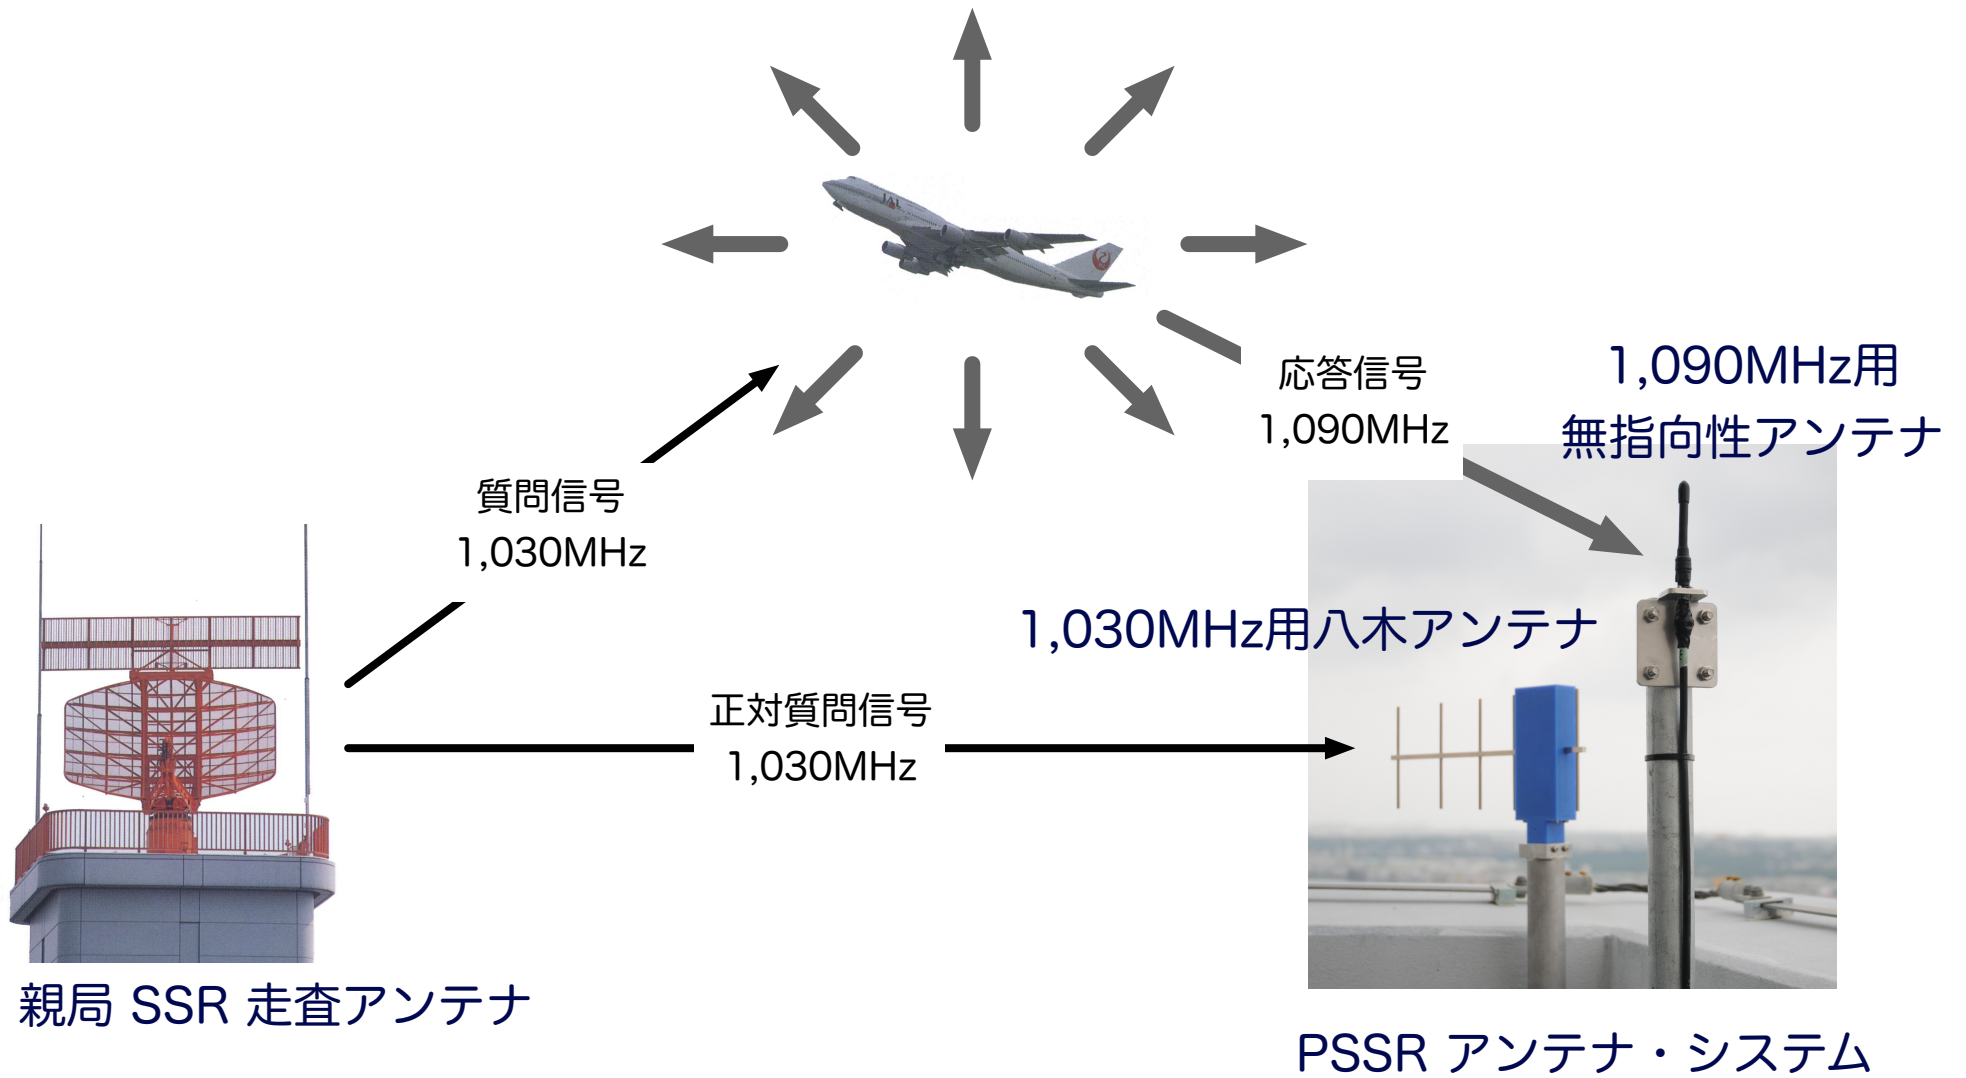 JAL
応答信号
1,090MHz
1,090MHz用
無指向性アンテナ
質問信号
1,030MHz
1,030MHz用八木アンテナ
正対質問信号
1,030MHz
親局 SSR 走査アンテナ
PSSR アンテナ・システム